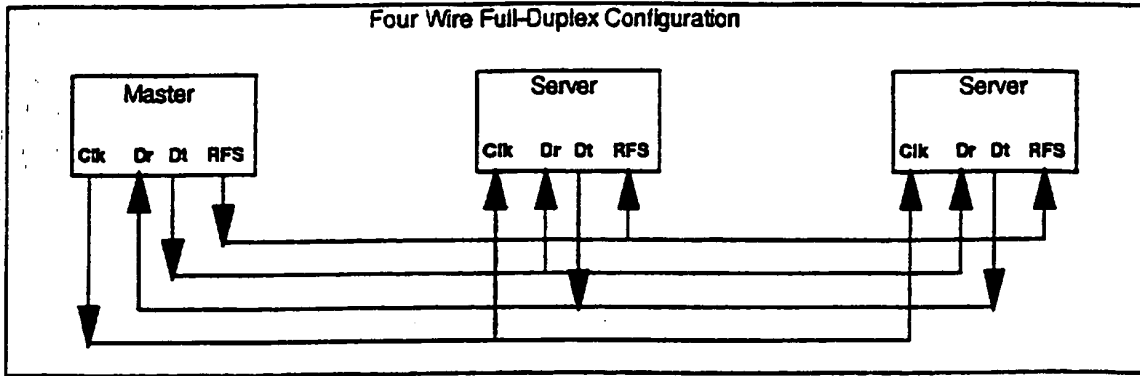 Four Wire Full-Duplex Configuration
Master
Clk Dr Dt RFS
Server
Clk Dr Dt RFS
Server
Clk Dr Dt RFS